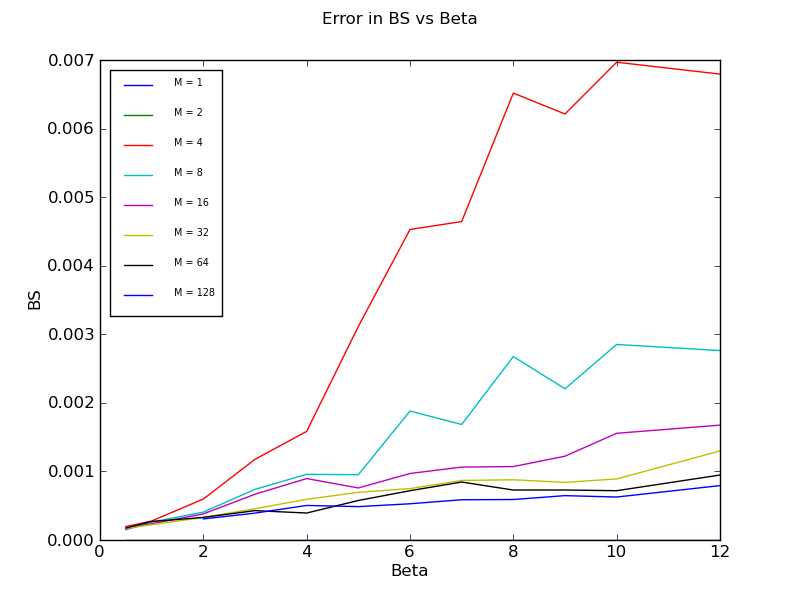 Error in BS vs Beta
0.007
0.006
0.005
0.004
0.003
0.002
0.001
0.000
BS
M = 1
M = 2
M = 4
M = 8
M = 16
M = 32
M = 64
M = 128
0 2 4 6 8 10 12
Beta